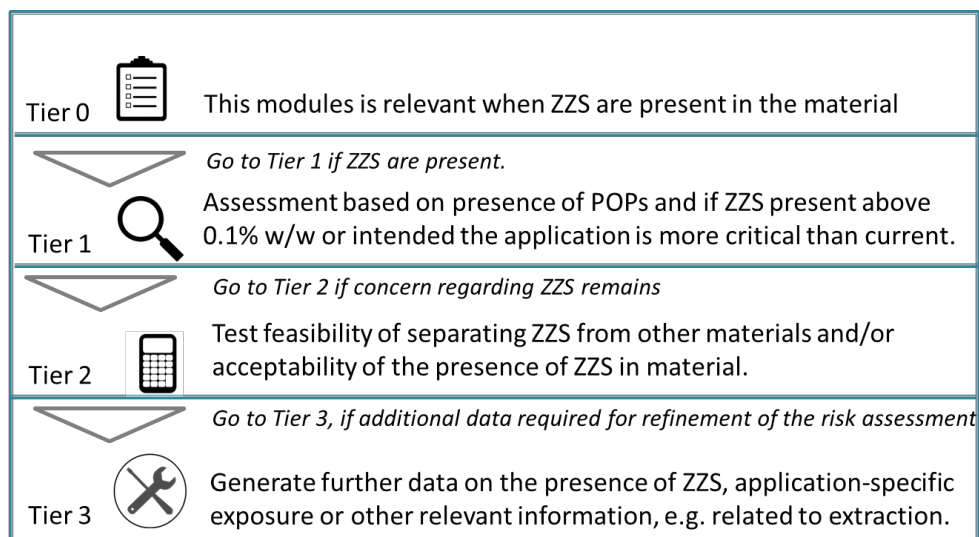 Tier 0
This modules is relevant when ZZS are present in the material
Go to Tier 1 if ZZS are present.
Tier 1
Assessment based on presence of POPs and if ZZS present above
0.1% w/w or intended the application is more critical than current.
Go to Tier 2 if concern regarding ZZS remains
Tier 2
Test feasibility of separating ZZS from other materials and/or
acceptability of the presence of ZZS in material.
Go to Tier 3, if additional data required for refinement of the risk assessment
Tier 3
Generate further data on the presence of ZZS, application-specific
exposure or other relevant information, e.g. related to extraction.